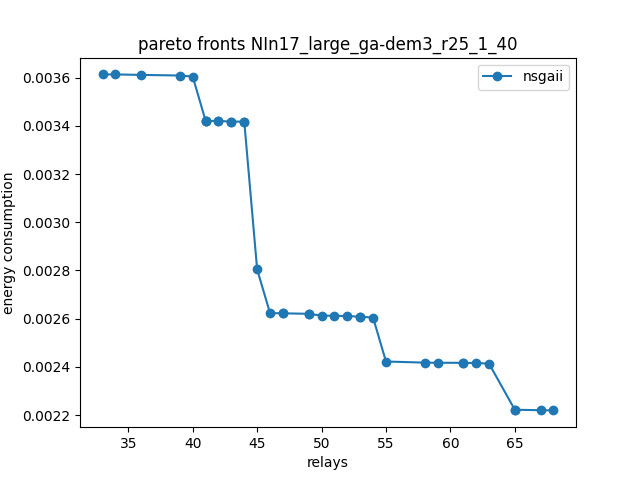 pareto fronts NIn17_large_ga-dem3_r25_1_40
nsgaii
0.0036
0.0034
0.0032
0.0030
0.0028
0.0026
0.0024
0.0022
energy consumption
35 40 45 50 55 60 65
relays